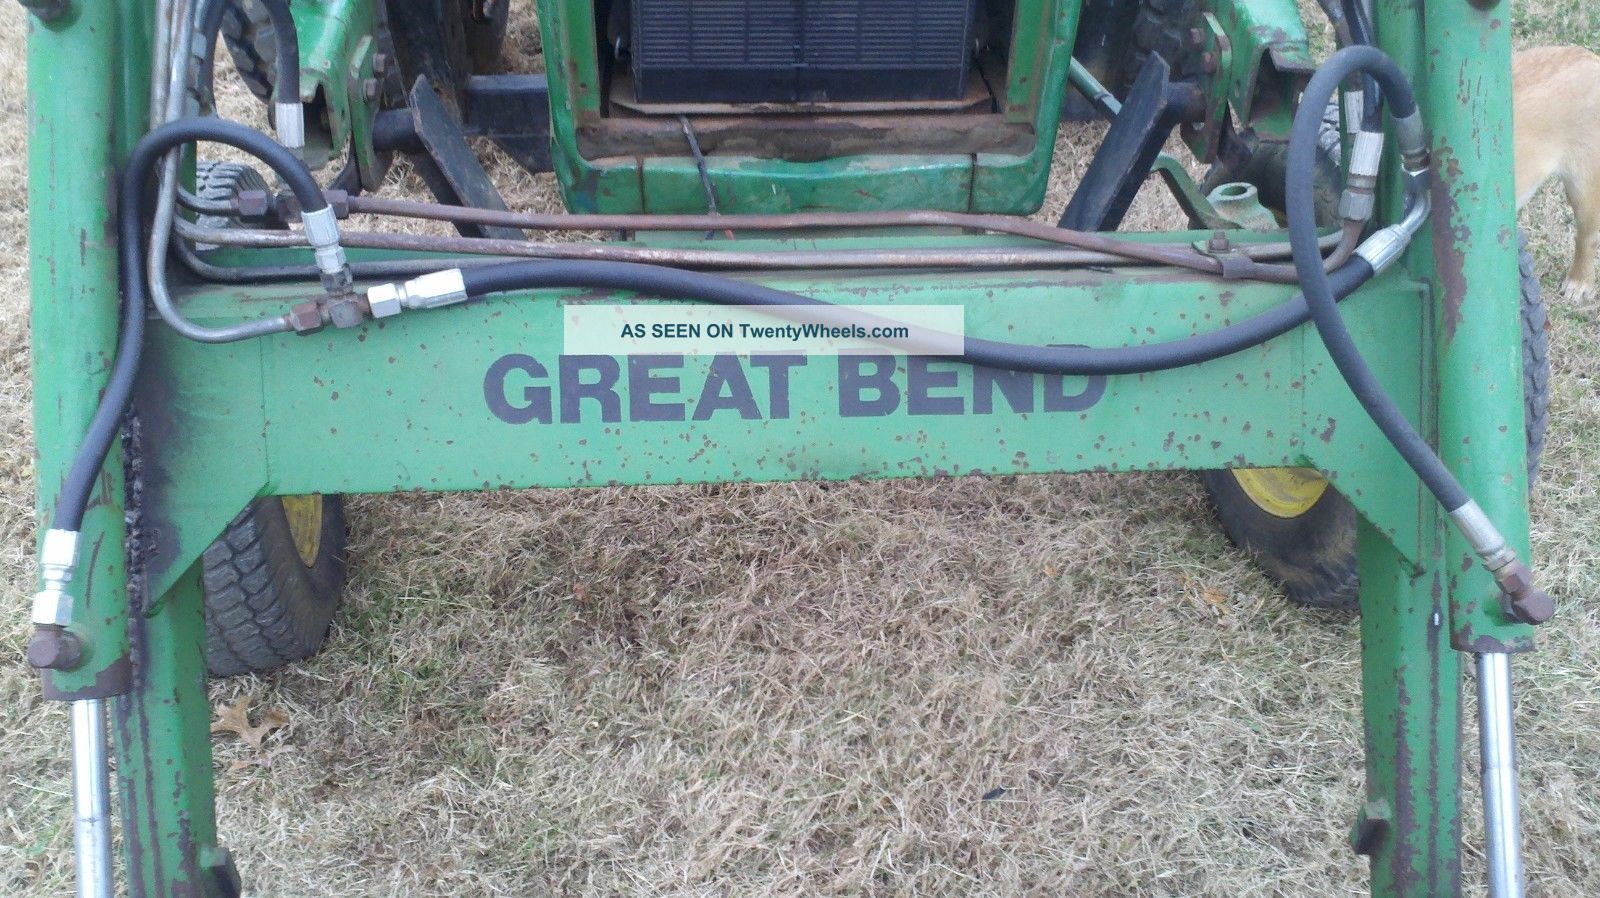 AS SEEN ON TwentyWheels.com
GREAT BEND